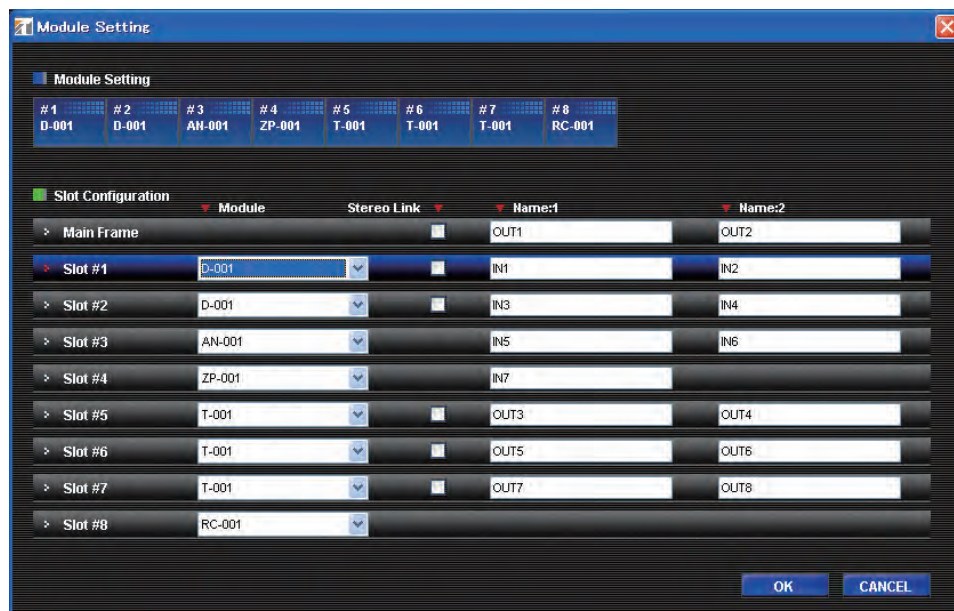 Module Setting
Module Setting
#1 #2 #3 #4 #5 #6 #7 #8
D-001 D-001 AN-001 ZP-001 T-001 T-001 T-001 RC-001
Slot Configuration
Module Stereo Link Name:1 Name:2
Main Frame OUT1 OUT2
Slot #1 D-001 IN1 IN2
Slot #2 D-001 IN3 IN4
Slot #3 AN-001 IN5 IN6
Slot #4 ZP-001 IN7
Slot #5 T-001 OUT3 OUT4
Slot #6 T-001 OUT5 OUT6
Slot #7 T-001 OUT7 OUT8
Slot #8 RC-001
OK CANCEL